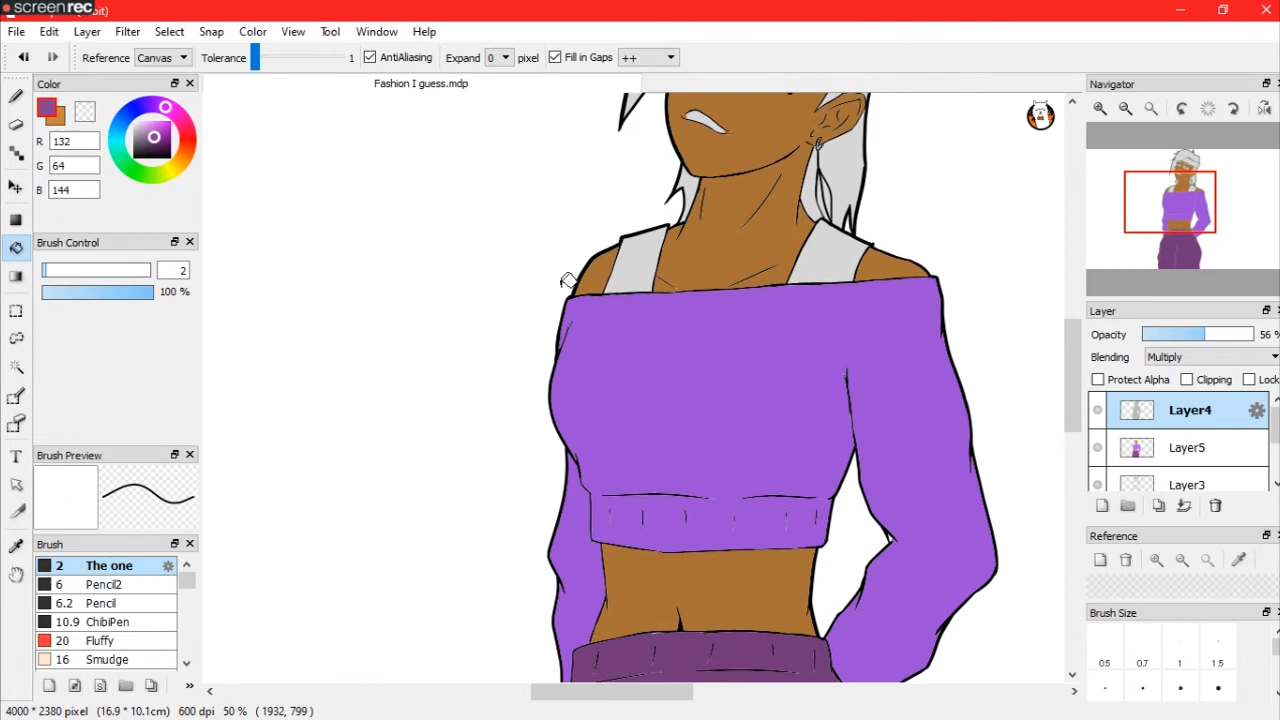 screenrec bit)
File Edit Layer Filter Select Snap Color View Tool Window Help
Reference Canvas Tolerance 1 AntiAliasing Expand 0 pixel Fill in Gaps ++
Color
Fashion I guess.mdp
Navigator
R 132
G 64
B 144
Brush Control
2
100 %
Layer
Opacity 56 %
Blending Multiply
Protect Alpha Clipping Lock
Layer4
Layer5
Layer3
Brush Preview
Reference
Brush
2 The one
6 Pencil2
6.2 Pencil
10.9 ChibiPen
20 Fluffy
16 Smudge
Brush Size
0.5 0.7 1 1.5
»
4000 * 2380 pixel (16.9 * 10.1cm) 600 dpi 50 % ( 1932, 799 )